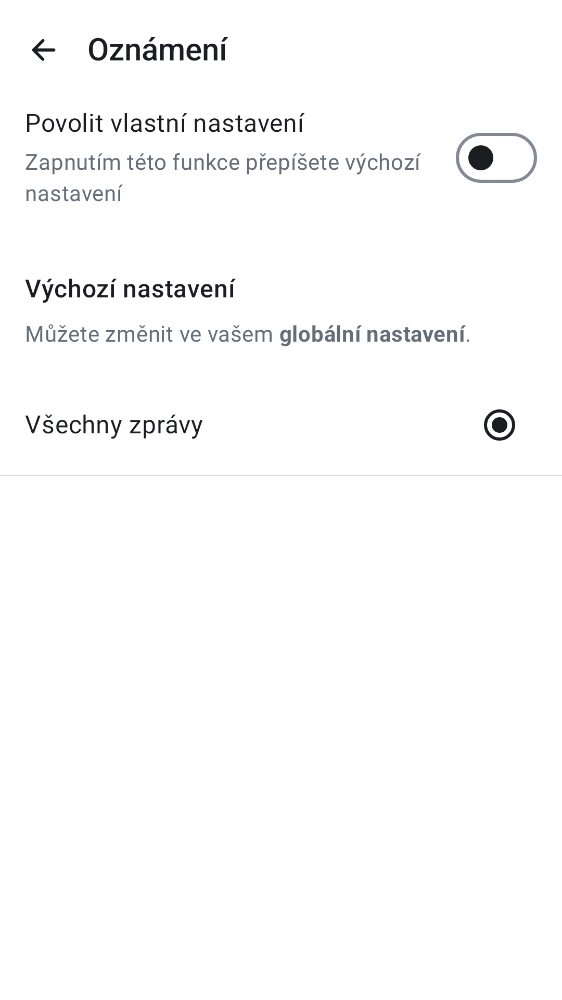 Oznámení
Povolit vlastní nastavení
Zapnutím této funkce přepíšete výchozí
nastavení
Výchozí nastavení
Můžete změnit ve vašem globální nastavení.
Všechny zprávy